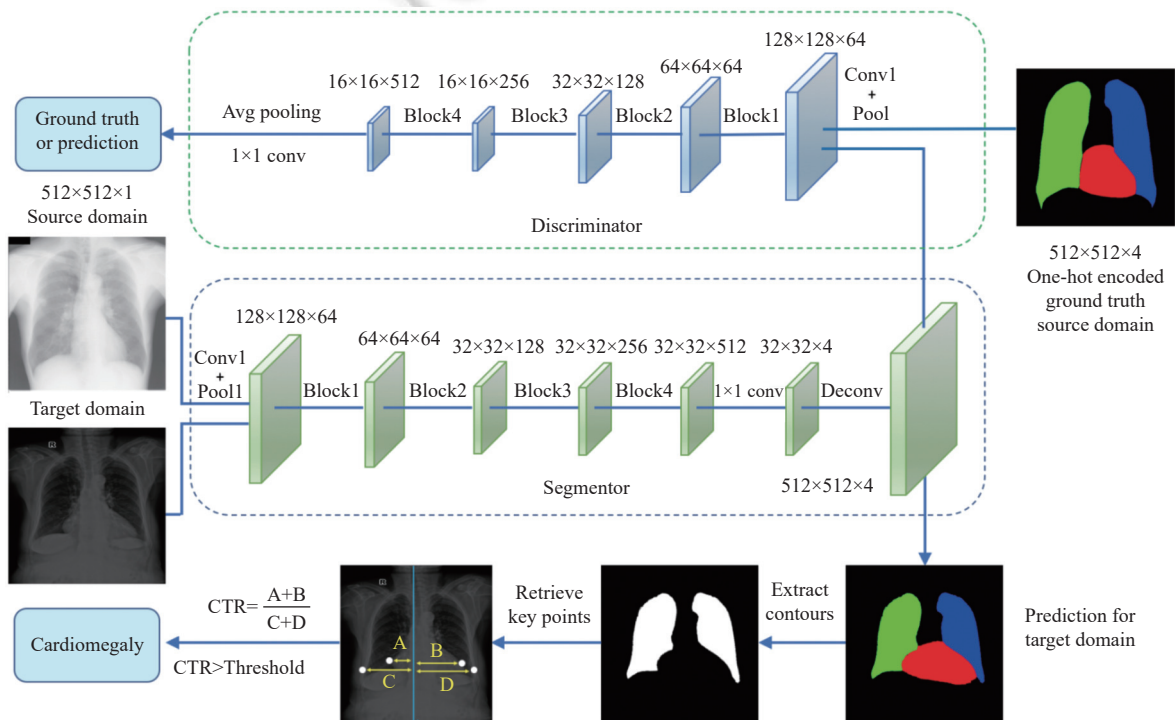 128×128×64
64×64×64
16×16×512
16×16×256
32×32×128
Conv1
+
Pool
Avg pooling
Block4
Block3
Block2
Block1
1×1 conv
Ground truth
or prediction
Discriminator
512×512×1
Source domain
512×512×4
One-hot encoded
ground truth
source domain
128×128×64
64×64×64
32×32×128
32×32×256
32×32×512
32×32×4
Conv1
+
Pool1
Block1
Block2
Block3
Block4
1×1 conv
Deconv
Target domain
Segmentor
512×512×4
CTR= A+B
C+D
CTR>Threshold
Cardiomegaly
A
B
C
D
Retrieve
key points
Extract
contours
Prediction for
target domain